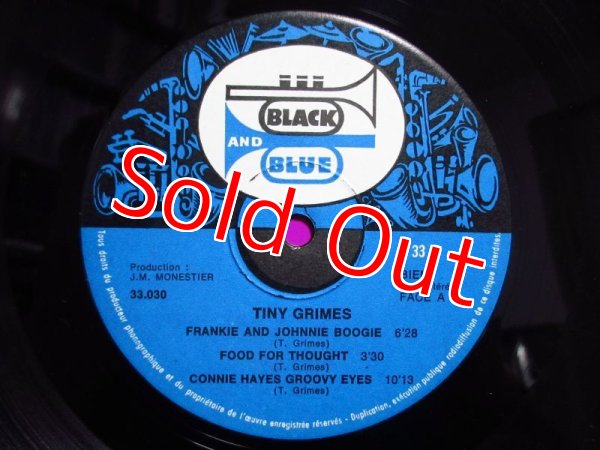 BLACK
AND
BLUE
Sold Out
33
BIE
Production :
J.M. MONESTIER
33.030
FACE A
TINY GRIMES
FRANKIE AND JOHNNIE BOOGIE 6'28
(T. Grimes)
FOOD FOR THOUGHT 3'30
(T. Grimes)
CONNIE HAYES GROOVY EYES 10'13
(T. Grimes)
Tous droits du producteur phonographique et du propriétaire de l'œuvre enregistrée réservés - Duplication, exécution publique radiodiffusion de ce disque interdites.